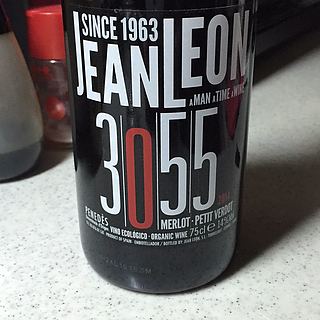 SINCE 1963
JEAN LEON
A MAN A TIME A WINE
3055
PENEDÈS
MERLOT · PETIT VERDOT
VINO ECOLÓGICO · ORGANIC WINE 75cl e 14%
PRODUCT OF SPAIN